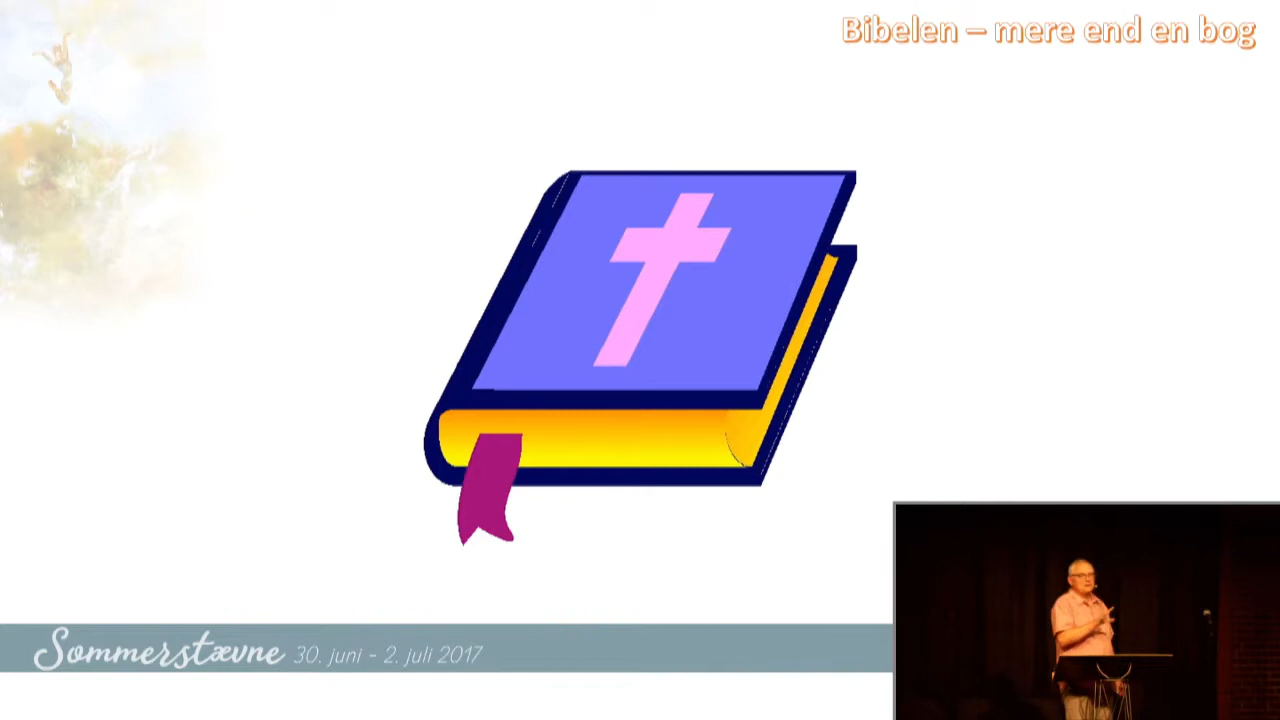 Bibelen – mere end en bog
Sommerstævne 30. juni - 2. juli 2017